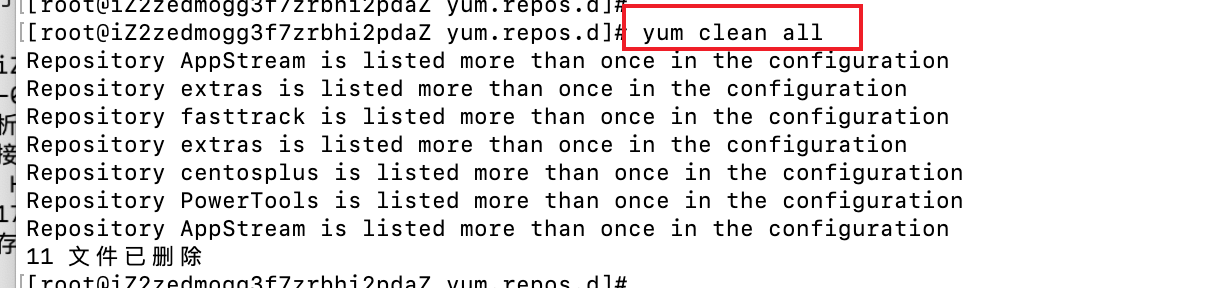 [root@iZ2zedmogg3f7zrbhi2pdaZ yum.repos.d]#
[root@iZ2zedmogg3f7zrbhi2pdaZ yum.repos.d]# yum clean all
Repository AppStream is listed more than once in the configuration
Repository extras is listed more than once in the configuration
Repository fasttrack is listed more than once in the configuration
Repository extras is listed more than once in the configuration
Repository centosplus is listed more than once in the configuration
Repository PowerTools is listed more than once in the configuration
Repository AppStream is listed more than once in the configuration
11 文件已删除
[root@iZ2zedmogg3f7zrbhi2pdaZ yum.repos.d]#